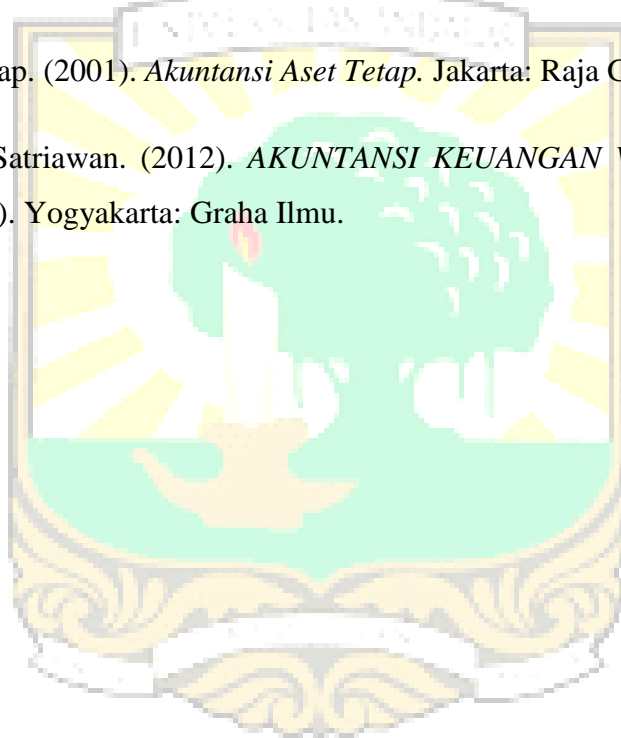 ap. (2001). Akuntansi Aset Tetap. Jakarta: Raja G
Satriawan. (2012). AKUNTANSI KEUANGAN
). Yogyakarta: Graha Ilmu.